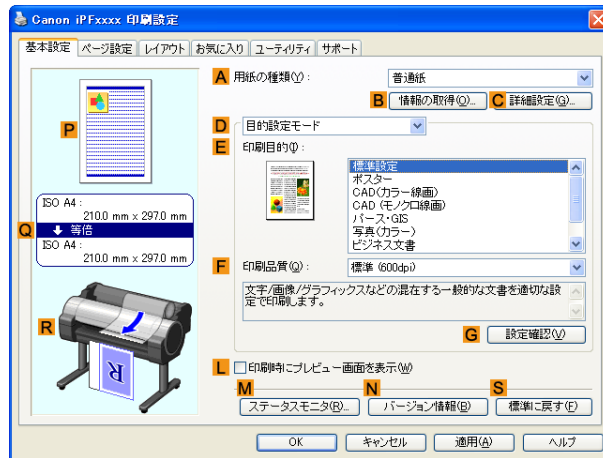 Canon iPFxxxx 印刷設定
基本設定 ページ設定 レイアウト お気に入り ユーティリティ サポート
A 用紙の種類(Y): 普通紙
B 情報の取得(O)... C 詳細設定(G)...
P
D 目的設定モード
E 印刷目的(I):
標準設定
ポスター
CAD(カラー線画)
CAD (モノクロ線画)
パース・GIS
写真(カラー)
ビジネス文書
ISO A4 :
210.0 mm x 297.0 mm
Q 等倍
ISO A4 :
210.0 mm x 297.0 mm
F 印刷品質(Q): 標準 (600dpi)
文字/画像/グラフィックスなどの混在する一般的な文書を適切な設
定で印刷します。
G 設定確認(V)
R
R
L 印刷時にプレビュー画面を表示(W)
M N S
ステータスモニタ(R)... バージョン情報(B) 標準に戻す(F)
OK キャンセル 適用(A) ヘルプ